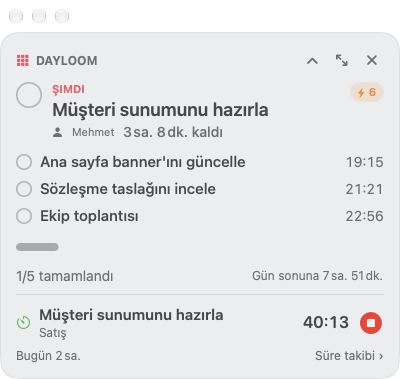 DAYLOOM
ŞIMDI
6
Müşteri sunumunu hazırla
Mehmet 3 sa. 8 dk. kaldı
Ana sayfa banner'ını güncelle 19:15
Sözleşme taslağını incele 21:21
Ekip toplantısı 22:56
1/5 tamamlandı Gün sonuna 7 sa. 51 dk.
Müşteri sunumunu hazırla 40:13
Satış
Bugün 2 sa. Süre takibi ›